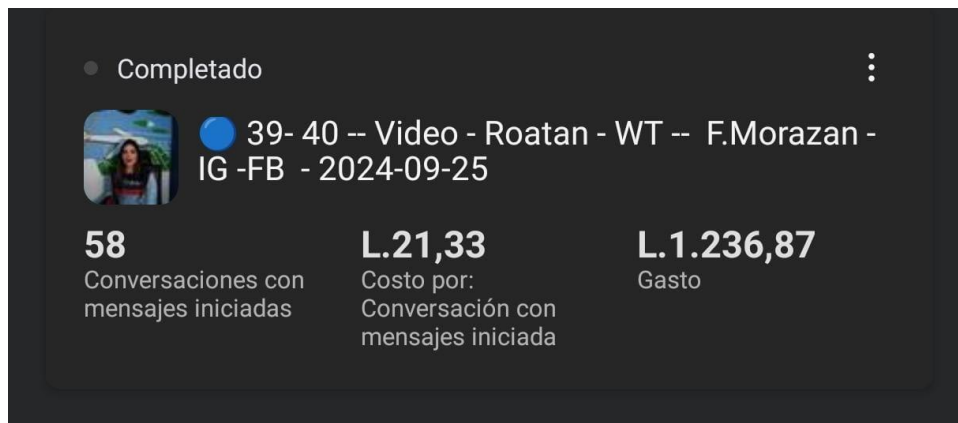 Completado
🔵 39- 40 -- Video - Roatan - WT -- F.Morazan -
IG -FB - 2024-09-25
58
Conversaciones con
mensajes iniciadas
L.21,33
Costo por:
Conversación con
mensajes iniciada
L.1.236,87
Gasto